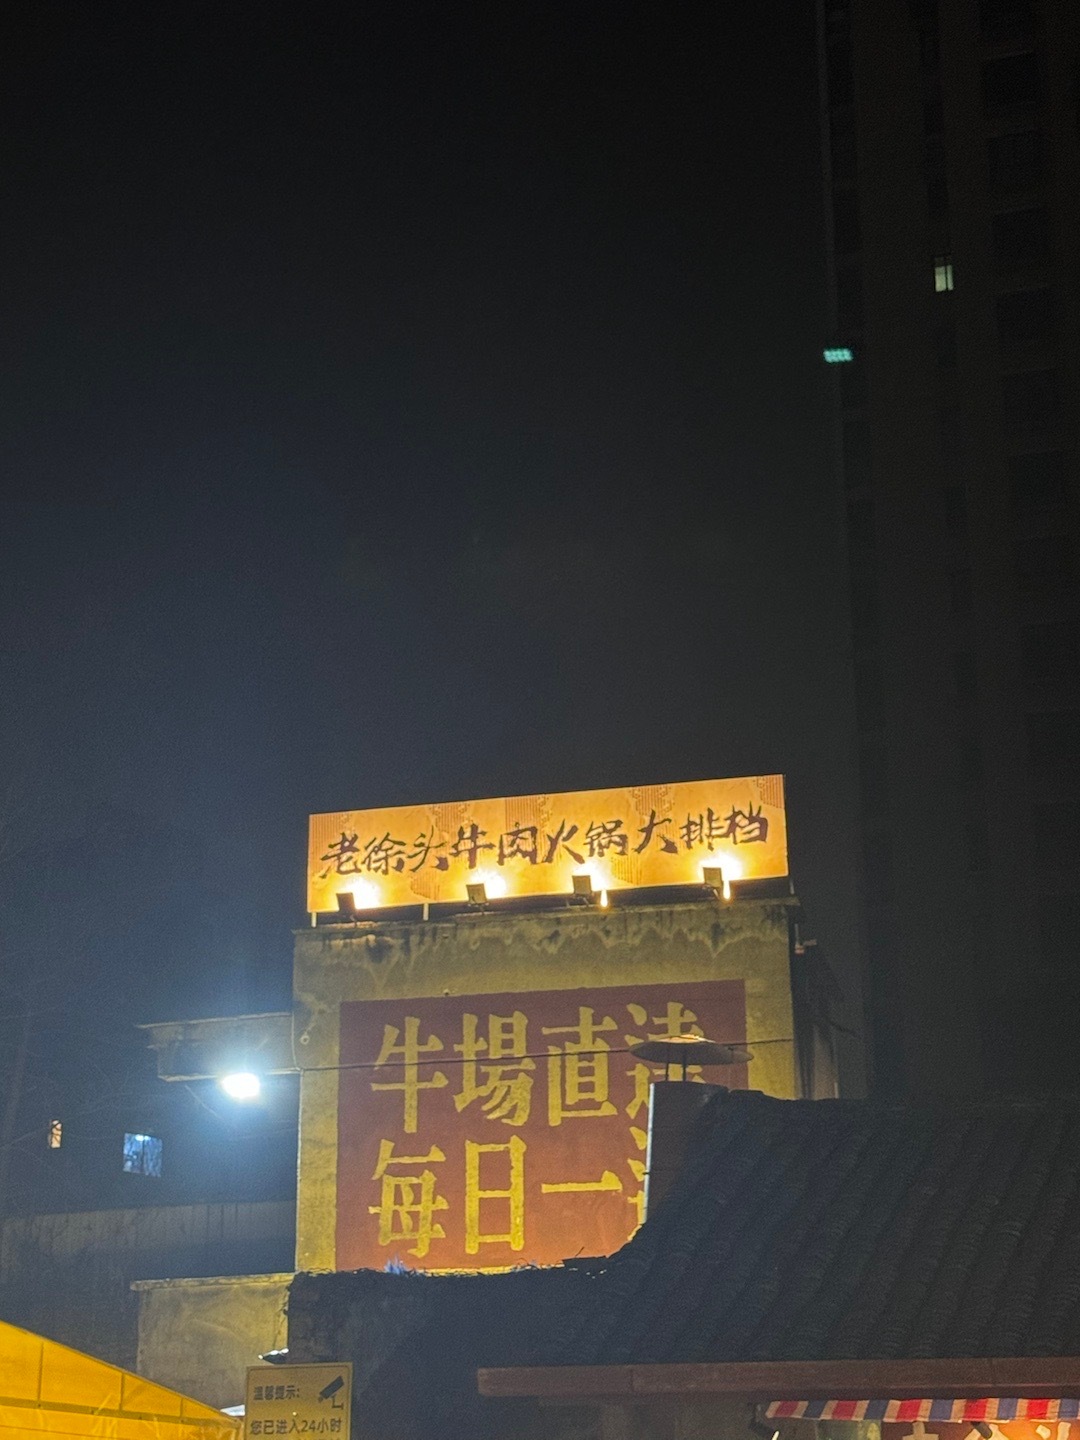 老徐头牛肉火锅大排档
牛場直
每日一
温馨提示:
您已进入24小时